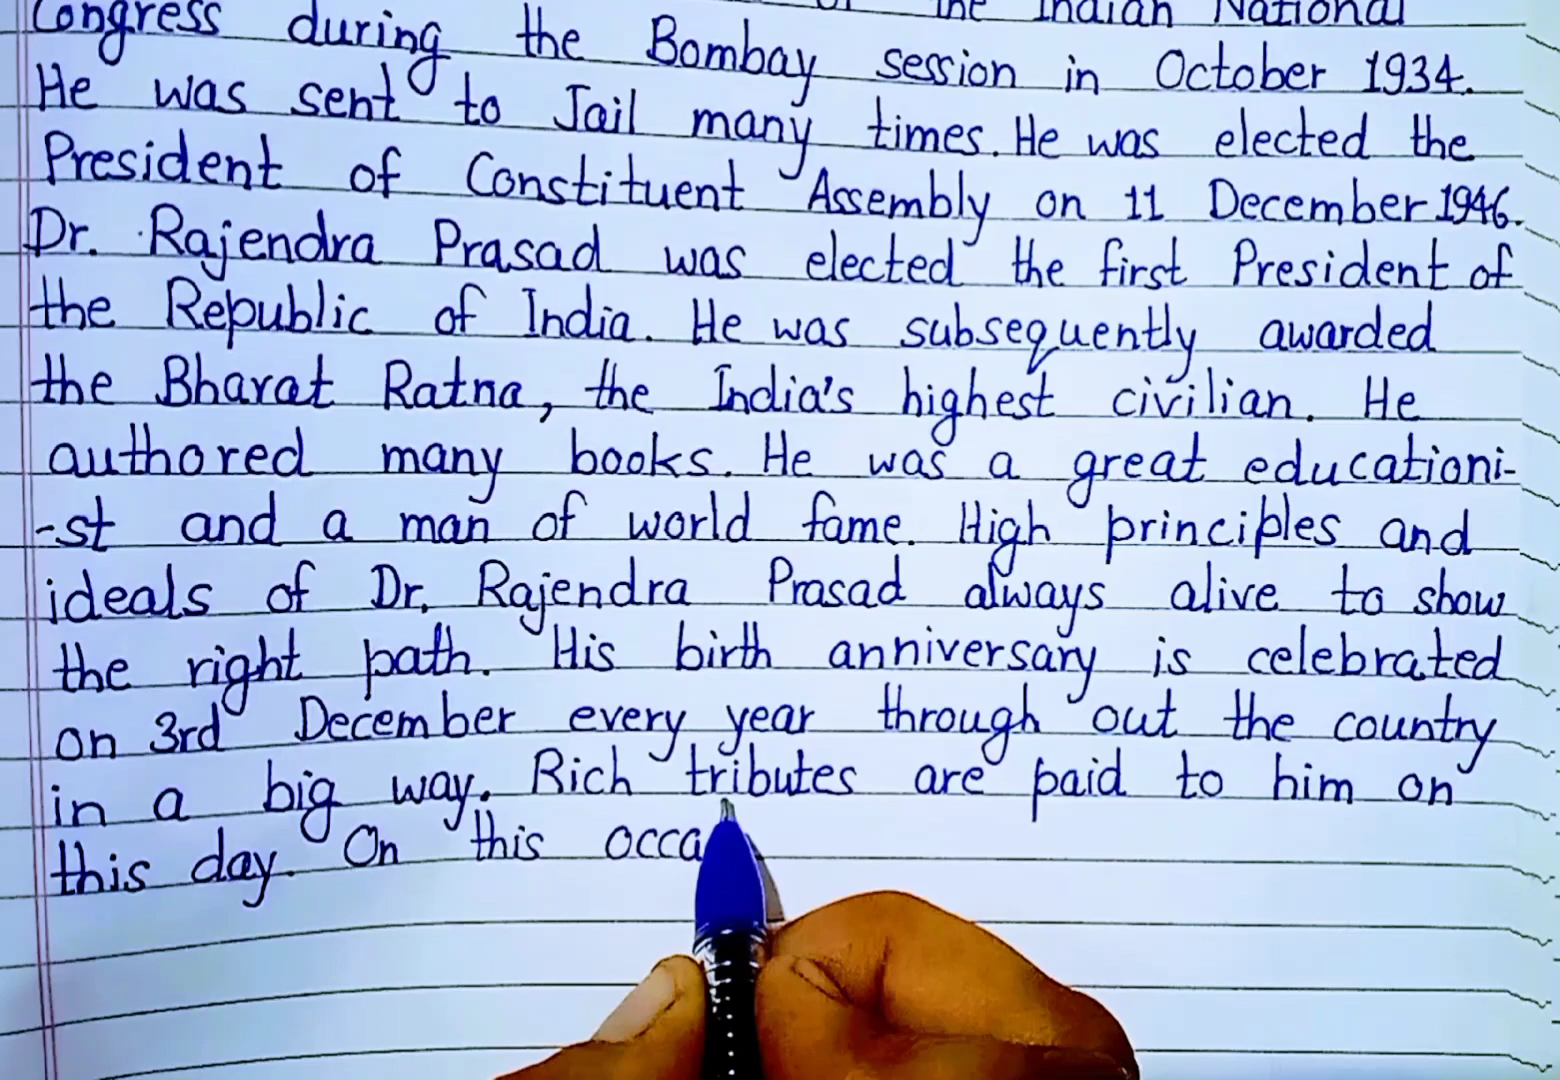 the Indian National
Congress during the Bombay session in October 1934.
He was sent to Jail many times. He was elected the
President of Constituent Assembly on 11 December 1946.
Dr. Rajendra Prasad was elected the first President of
the Republic of India. He was subsequently awarded
the Bharat Ratna, the India's highest civilian. He
authored many books. He was a great educationi-
-st and a man of world fame. High principles and
ideals of Dr. Rajendra Prasad always alive to show
the right path. His birth anniversary is celebrated
on 3rd December every year through out the country
in a big way. Rich tributes are paid to him on
this day. On this occa